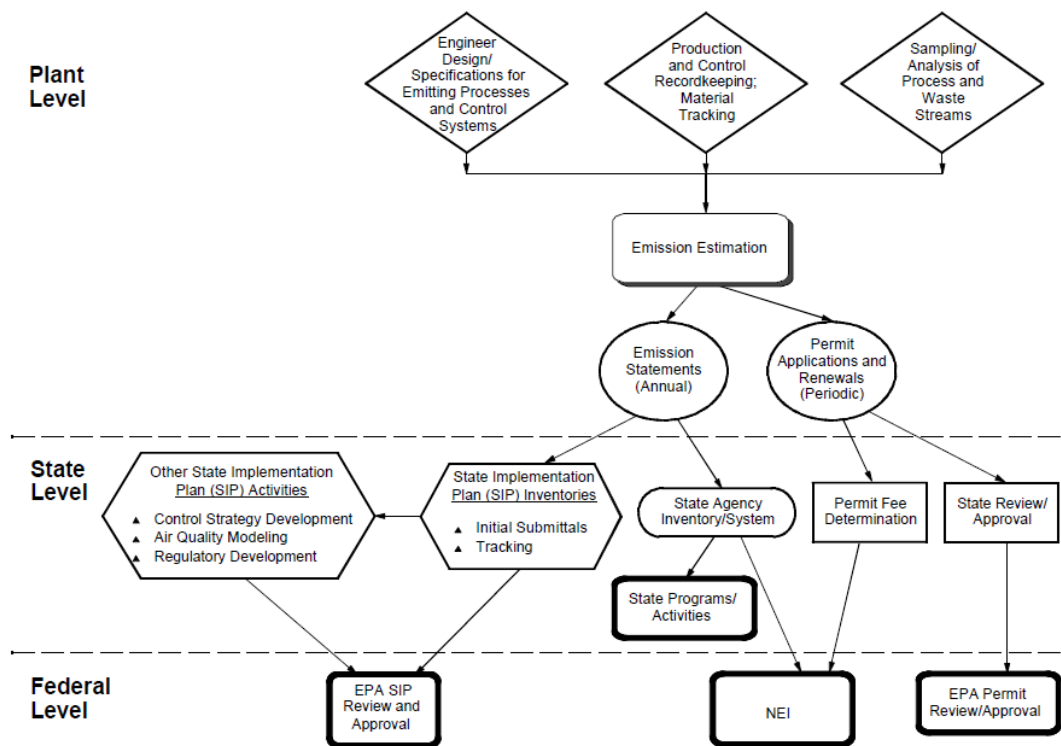 Plant
Level
Engineer
Design/
Specifications for
Emitting Processes
and Control
Systems
Production
and Control
Recordkeeping;
Material
Tracking
Sampling/
Analysis of
Process and
Waste
Streams
Emission Estimation
Emission
Statements
(Annual)
Permit
Applications and
Renewals
(Periodic)
State
Level
Other State Implementation
Plan (SIP) Activities
▲ Control Strategy Development
▲ Air Quality Modeling
▲ Regulatory Development
State Implementation
Plan (SIP) Inventories
▲ Initial Submittals
▲ Tracking
State Agency
Inventory/System
Permit Fee
Determination
State Review/
Approval
State Programs/
Activities
Federal
Level
EPA SIP
Review and
Approval
NEI
EPA Permit
Review/Approval